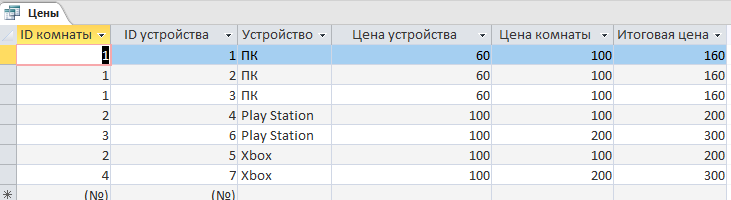 Цены
ID комнаты ID устройства Устройство Цена устройства Цена комнаты Итоговая цена
1 1 ПК 60 100 160
1 2 ПК 60 100 160
1 3 ПК 60 100 160
2 4 Play Station 100 100 200
3 6 Play Station 100 200 300
2 5 Xbox 100 100 200
4 7 Xbox 100 200 300
(№) (№)